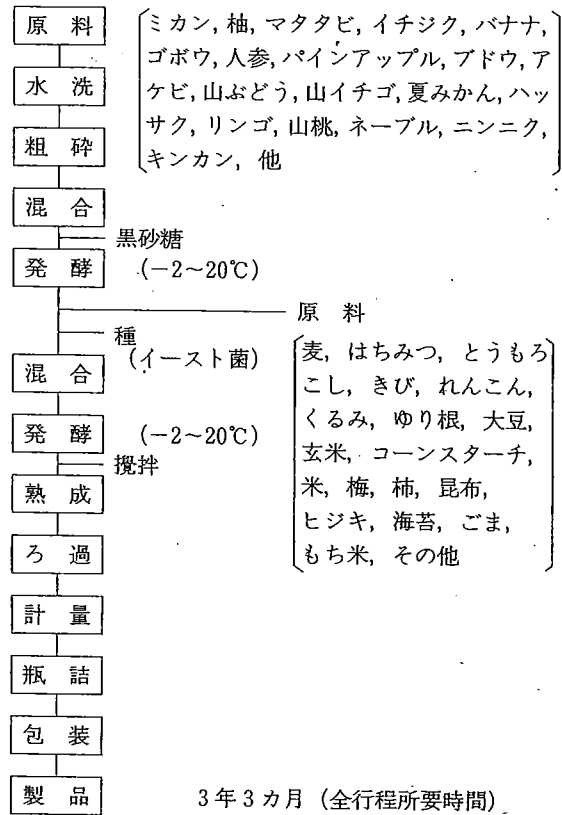 原料
ミカン, 柚, マタタビ, イチジク, バナナ,
ゴボウ, 人参, パインアップル, ブドウ, ア
ケビ, 山ぶどう, 山イチゴ, 夏みかん, ハッ
サク, リンゴ, 山桃, ネーブル, ニンニク,
キンカン, 他
水洗
粗砕
混合
黒砂糖
発酵 (-2~20℃)
原料
種
(イースト菌)
麦, はちみつ, とうもろ
こし, きび, れんこん,
くるみ, ゆり根, 大豆,
玄米, コーンスターチ,
米, 梅, 柿, 昆布,
ヒジキ, 海苔, ごま,
もち米, その他
混合
発酵 (-2~20℃)
攪拌
熟成
ろ過
計量
瓶詰
包装
製品
3年3カ月 (全行程所要時間)